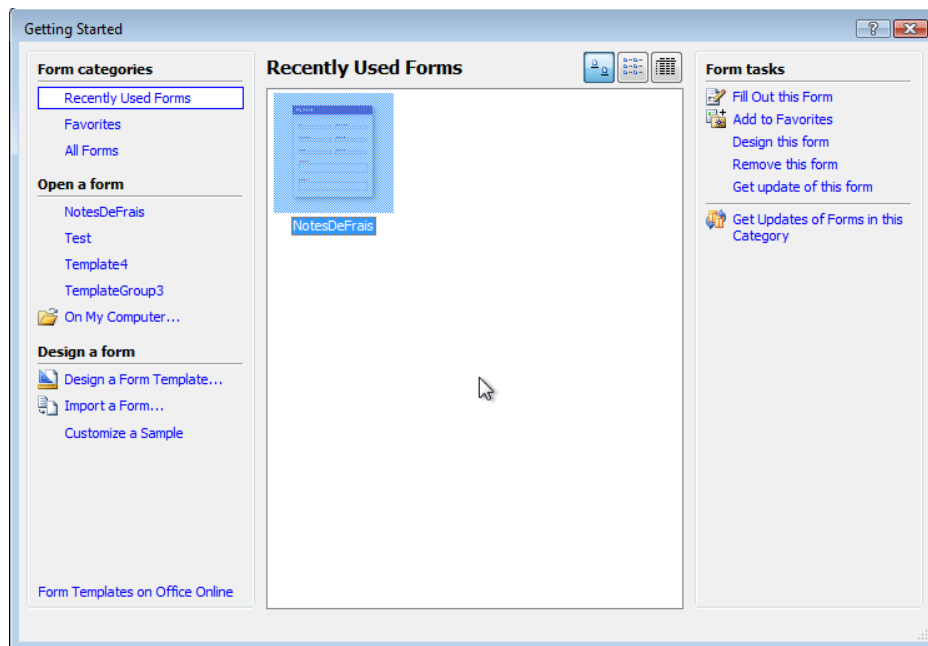 Getting Started
Form categories
Recently Used Forms
Favorites
All Forms
Open a form
NotesDeFrais
Test
Template4
TemplateGroup3
On My Computer...
Design a form
Design a Form Template...
Import a Form...
Customize a Sample
Form Templates on Office Online
Recently Used Forms
NotesDeFrais
Form tasks
Fill Out this Form
Add to Favorites
Design this form
Remove this form
Get update of this form
Get Updates of Forms in this
Category